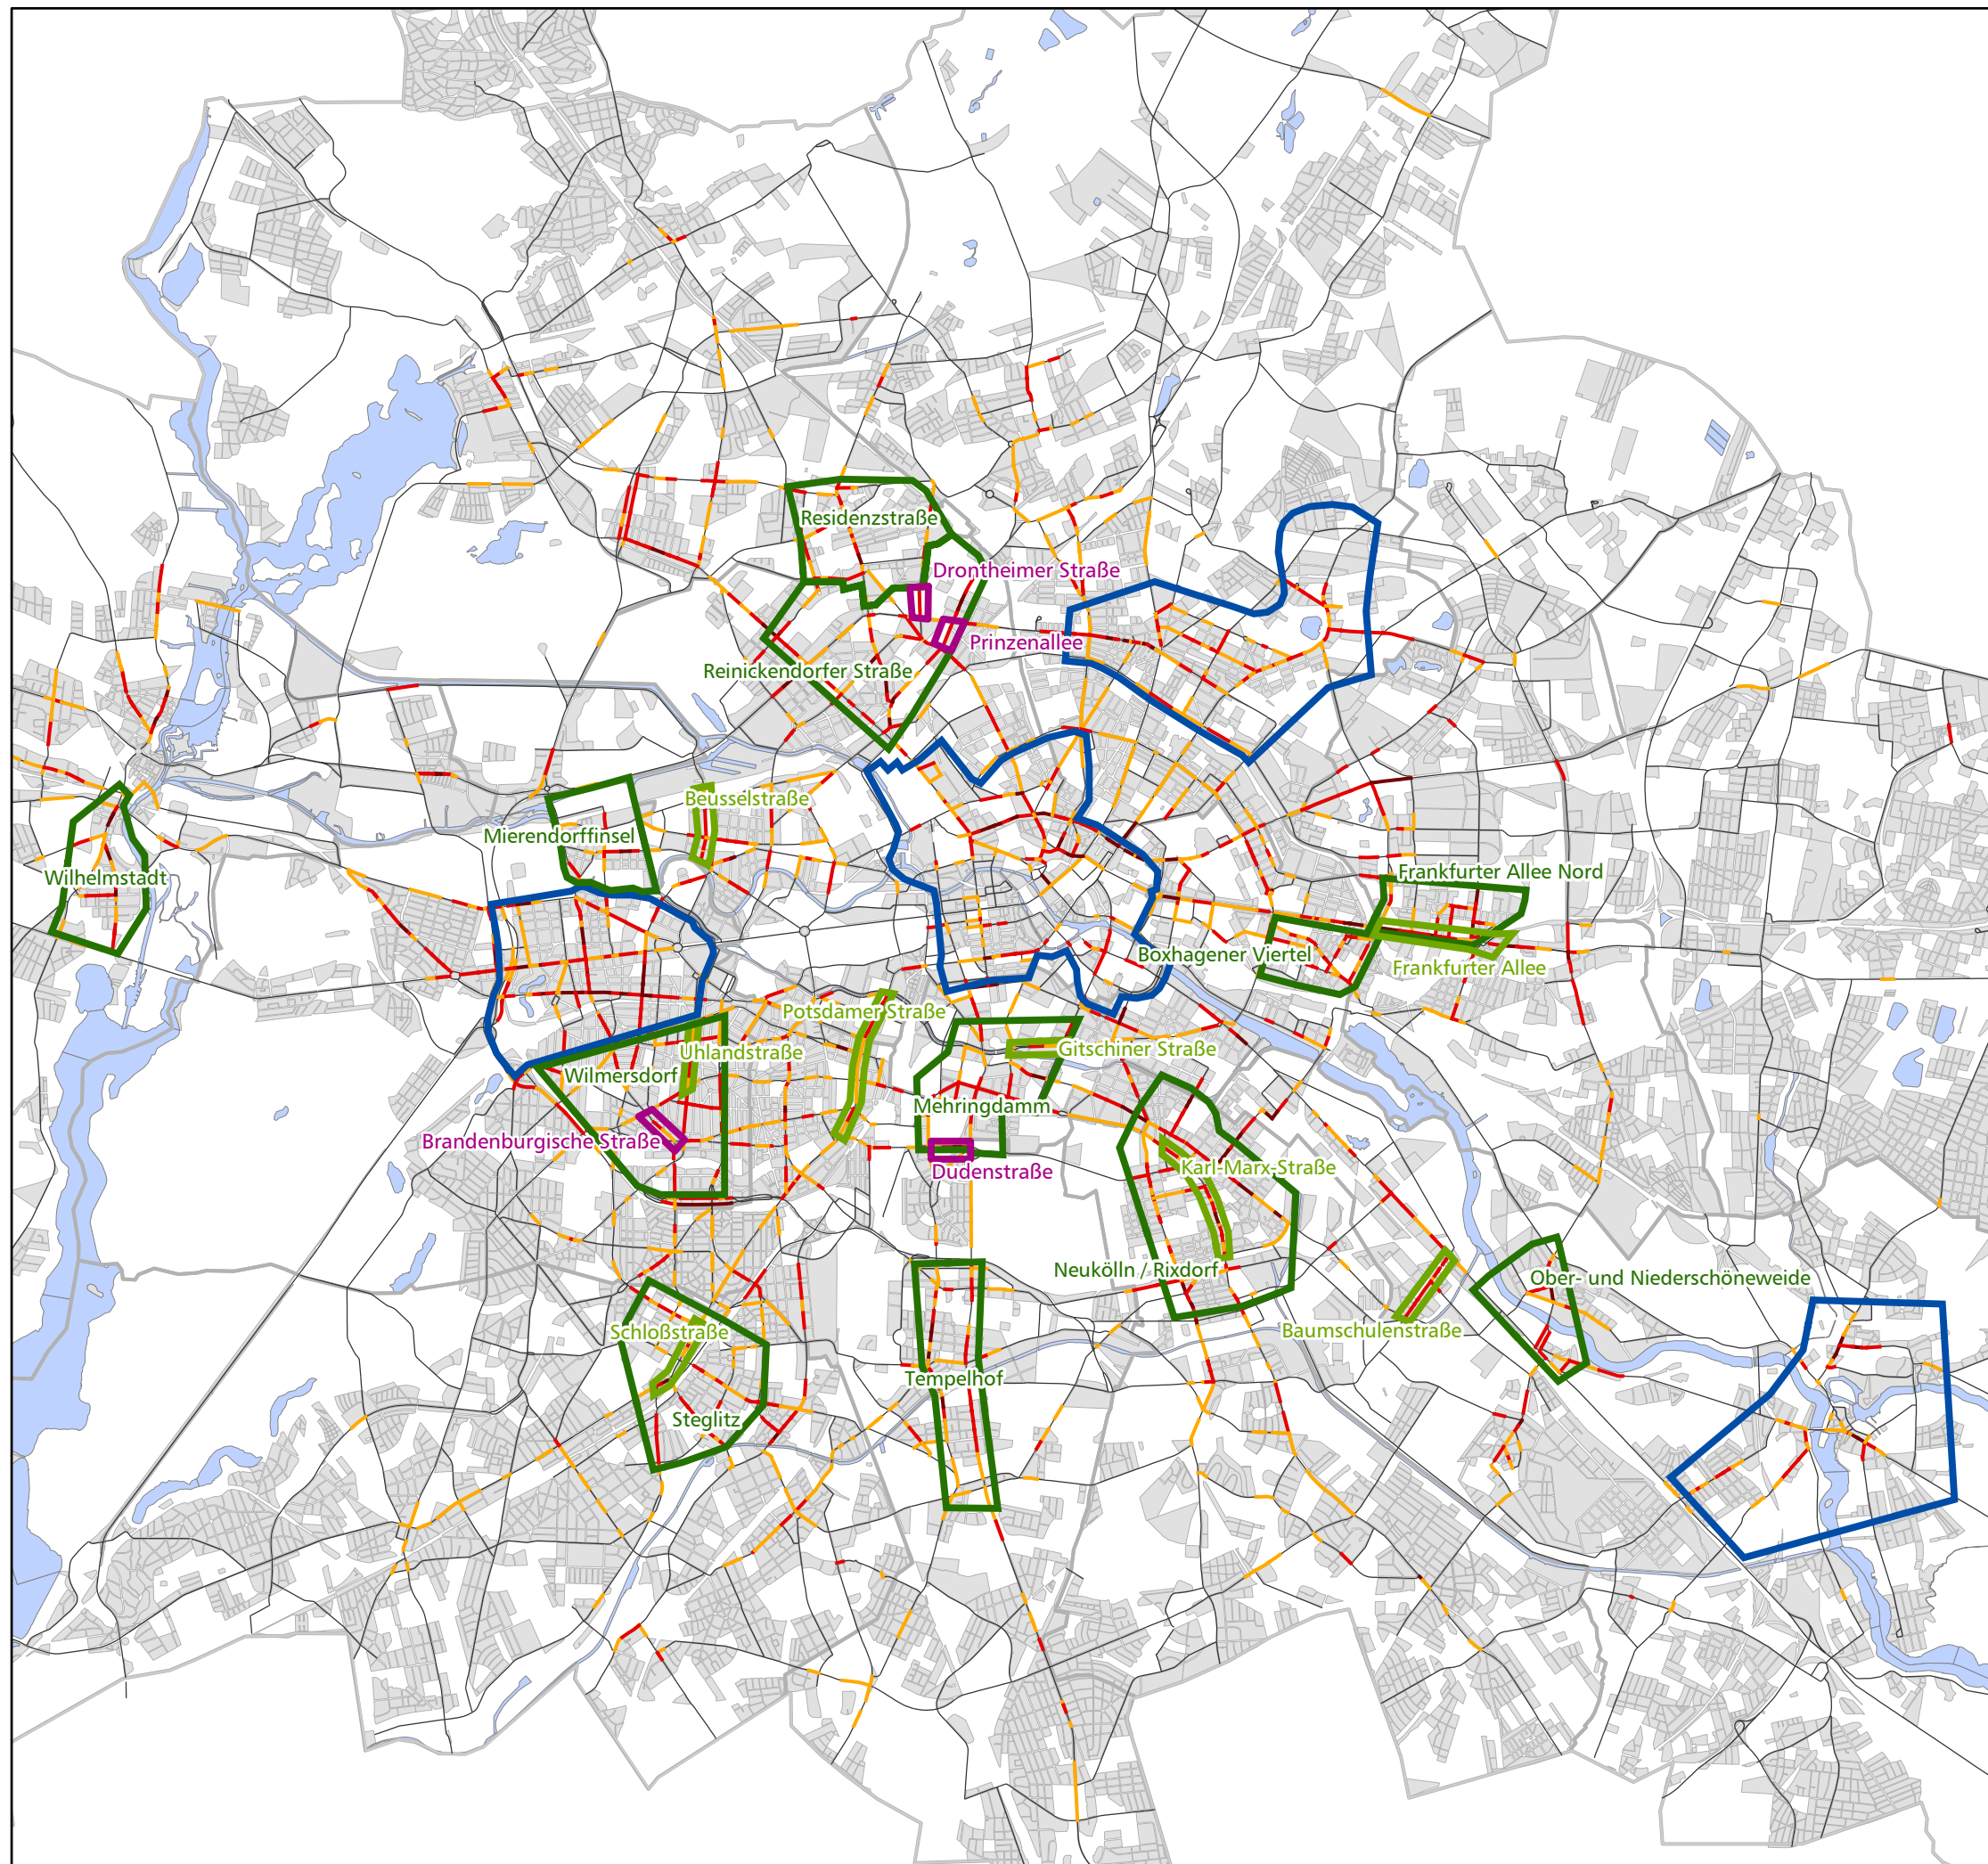 Residenzstraße
Drontheimer Straße
Prinzenallee
Reinickendorfer Straße
Beusselstraße
Mierendorffinsel
Wilhelmstadt
Frankfurter Allee Nord
Boxhagener Viertel
Frankfurter Allee
Potsdamer Straße
Uhlandstraße
Gitschiner Straße
Wilmersdorf
Mehringdamm
Brandenburgische Straße
Dudenstraße
Karl-Marx-Straße
Neukölln / Rixdorf
Ober- und Niederschöneweide
Schloßstraße
Baumschulenstraße
Tempelhof
Steglitz